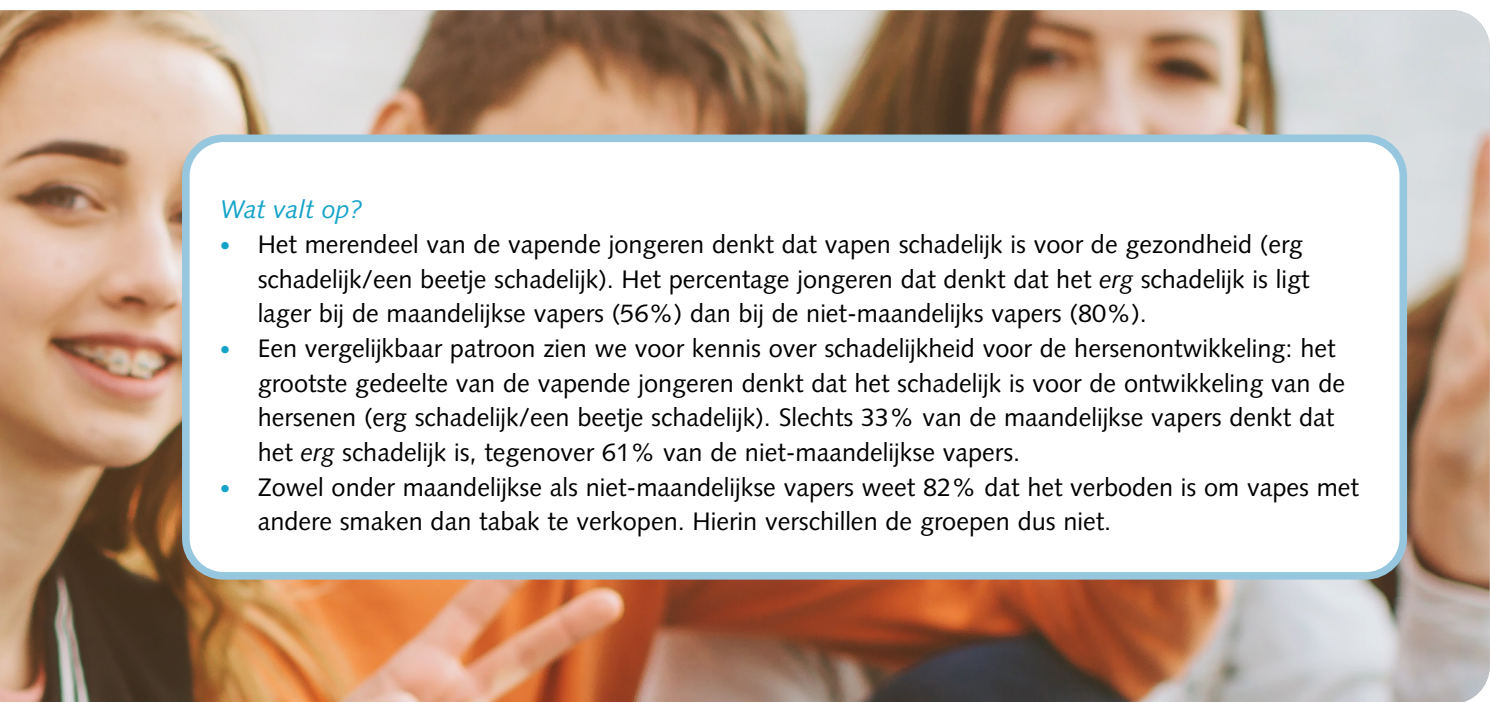 Wat valt op?
• Het merendeel van de vapende jongeren denkt dat vapen schadelijk is voor de gezondheid (erg
schadelijk/een beetje schadelijk). Het percentage jongeren dat denkt dat het erg schadelijk is ligt
lager bij de maandelijkse vapers (56%) dan bij de niet-maandelijks vapers (80%).
• Een vergelijkbaar patroon zien we voor kennis over schadelijkheid voor de hersenontwikkeling: het
grootste gedeelte van de vapende jongeren denkt dat het schadelijk is voor de ontwikkeling van de
hersenen (erg schadelijk/een beetje schadelijk). Slechts 33% van de maandelijkse vapers denkt dat
het erg schadelijk is, tegenover 61% van de niet-maandelijkse vapers.
• Zowel onder maandelijkse als niet-maandelijkse vapers weet 82% dat het verboden is om vapes met
andere smaken dan tabak te verkopen. Hierin verschillen de groepen dus niet.